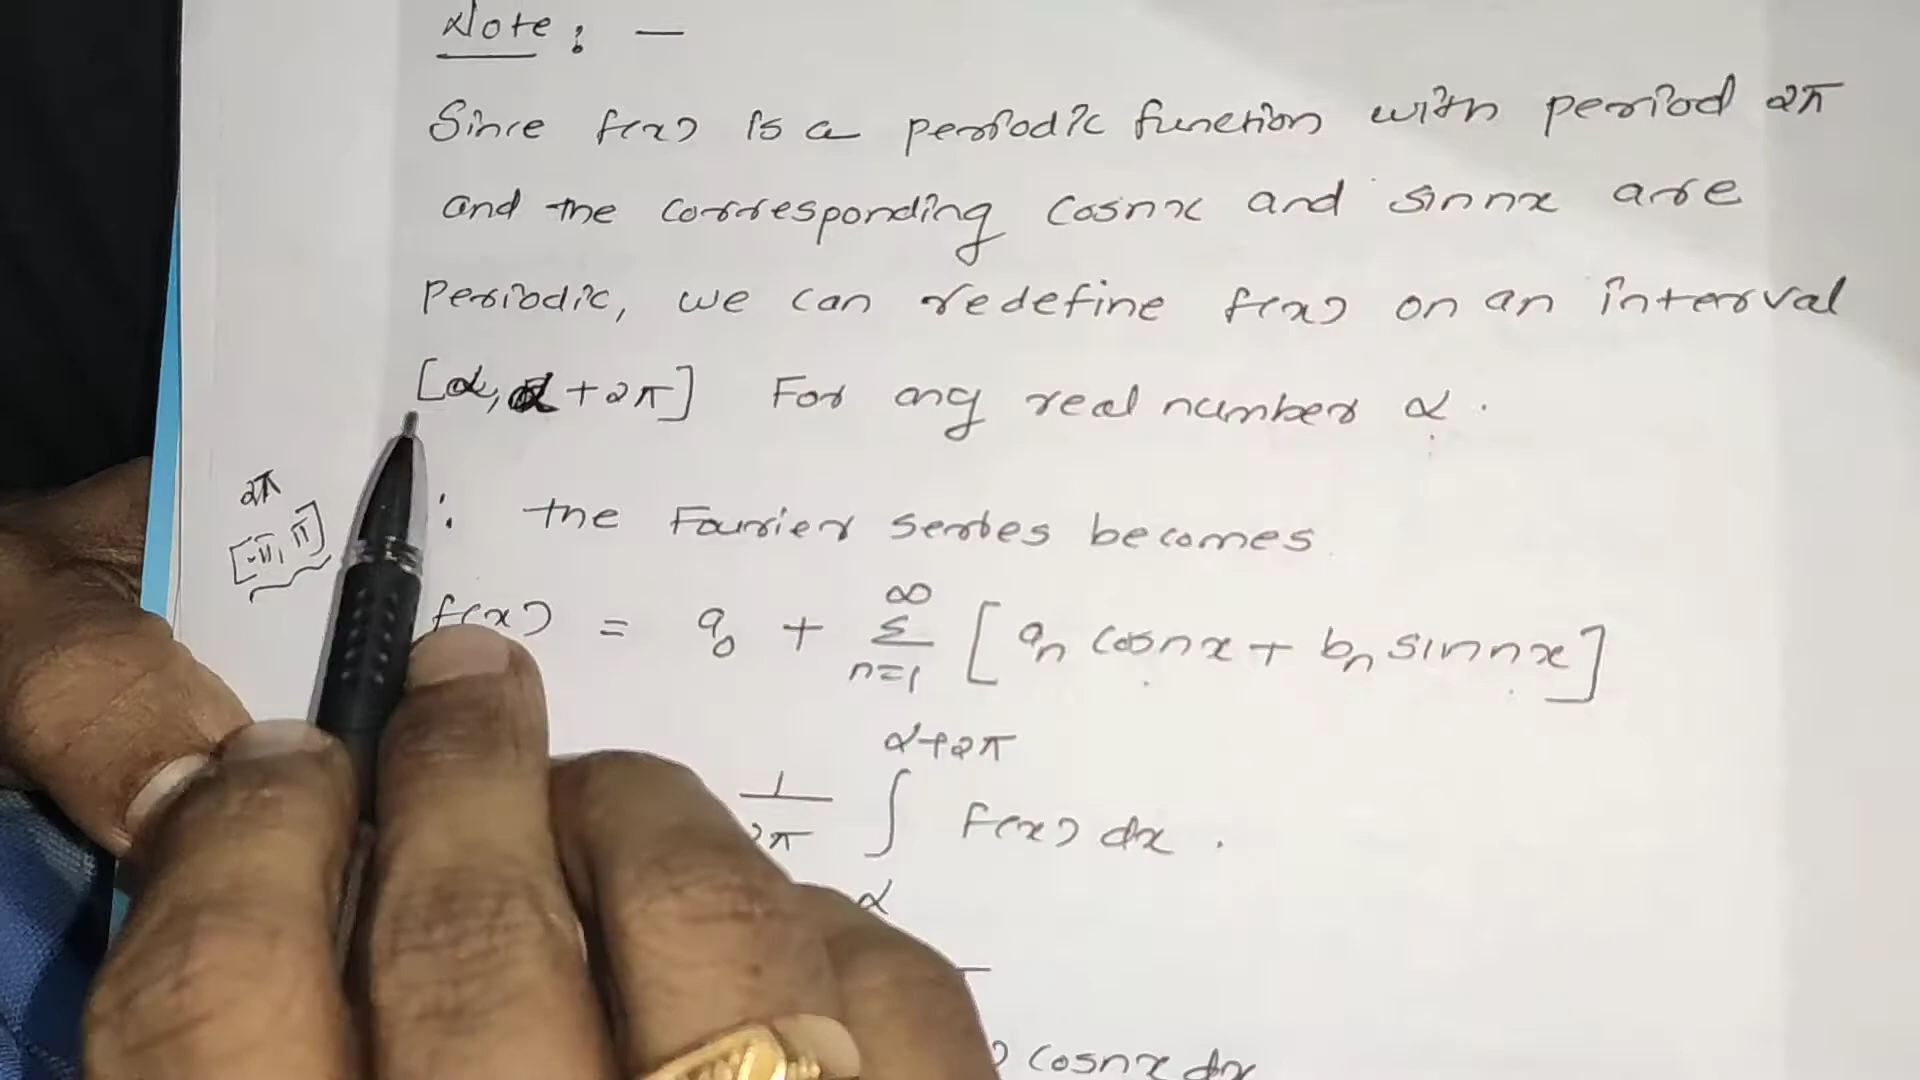 Note : —
Since f(x) is a periodic function with period 2π
and the corresponding cosnx and sinnx are
periodic, we can redefine f(x) on an interval
[α, α + 2π] For any real number α.
2π
[-π, π]
: the Fourier series becomes
f(x) = a₀ + ∞ Σ n=1 [aₙ cosnx + bₙ sinnx]
α+2π
1/2π ∫ f(x) dx .
α
) cosnx dx